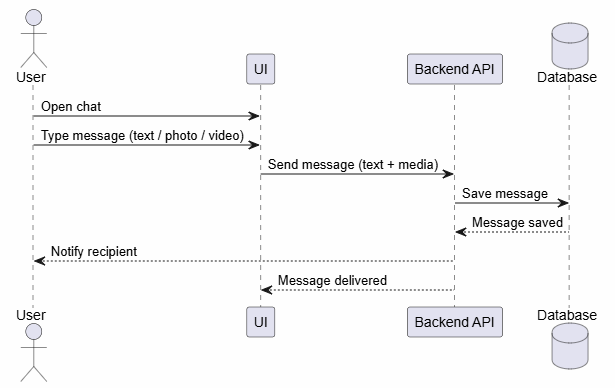 User
UI
Backend API
Database
Open chat
Type message (text / photo / video)
Send message (text + media)
Save message
Message saved
Notify recipient
Message delivered
User
UI
Backend API
Database